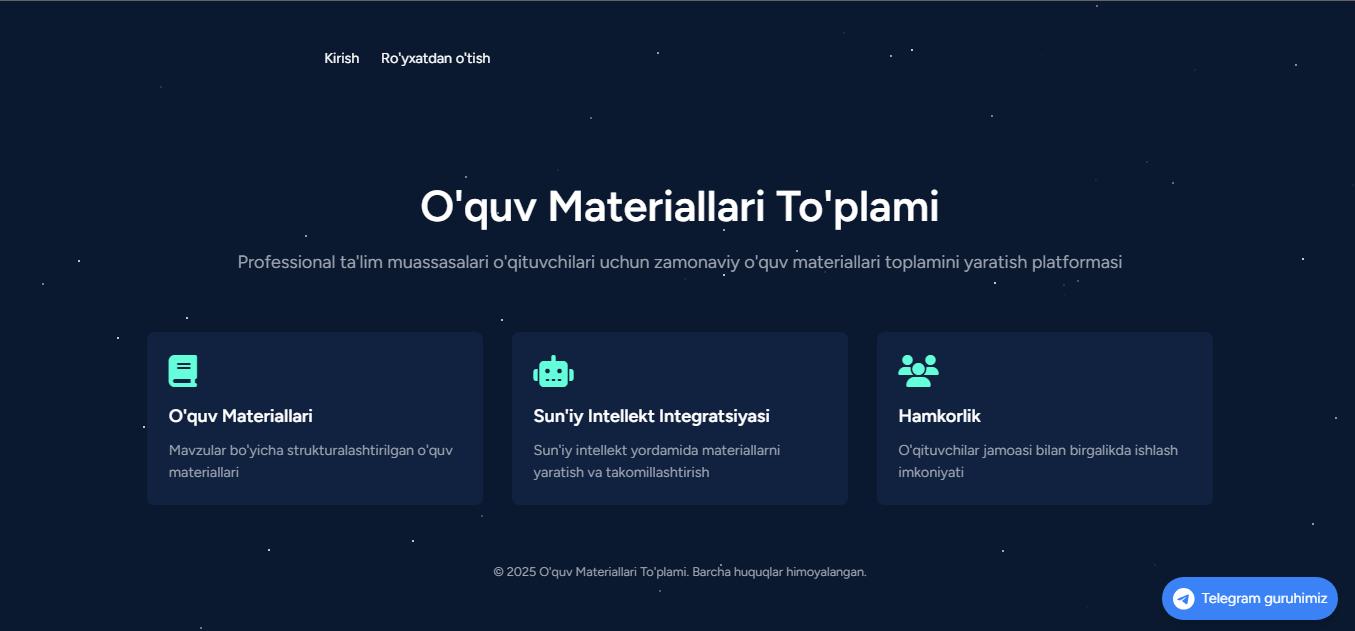 Kirish Ro'yxatdan o'tish
O'quv Materiallari To'plami
Professional ta'lim muassasalari o'qituvchilari uchun zamonaviy o'quv materiallari toplamini yaratish platformasi
O'quv Materiallari
Mavzular bo'yicha strukturalashtirilgan o'quv
materiallari
Sun'iy Intellekt Integratsiyasi
Sun'iy intellekt yordamida materiallarni
yaratish va takomillashtirish
Hamkorlik
O'qituvchilar jamoasi bilan birgalikda ishlash
imkoniyati
© 2025 O'quv Materiallari To'plami. Barcha huquqlar himoyalangan.
Telegram guruhimiz